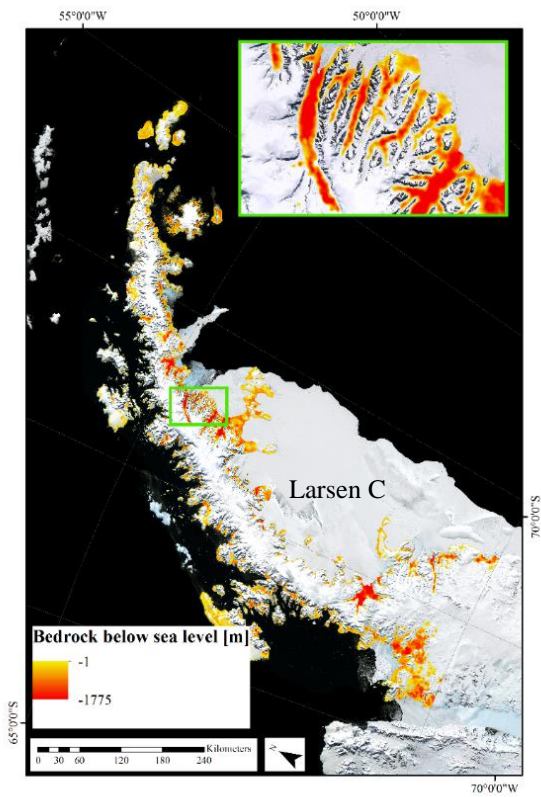 55°0'0"W
50°0'0"W
Larsen C
70°0'0"S
Bedrock below sea level [m]
-1
-1775
65°0'0"S
Kilometers
0 30 60 120 180 240
N
70°0'0"W